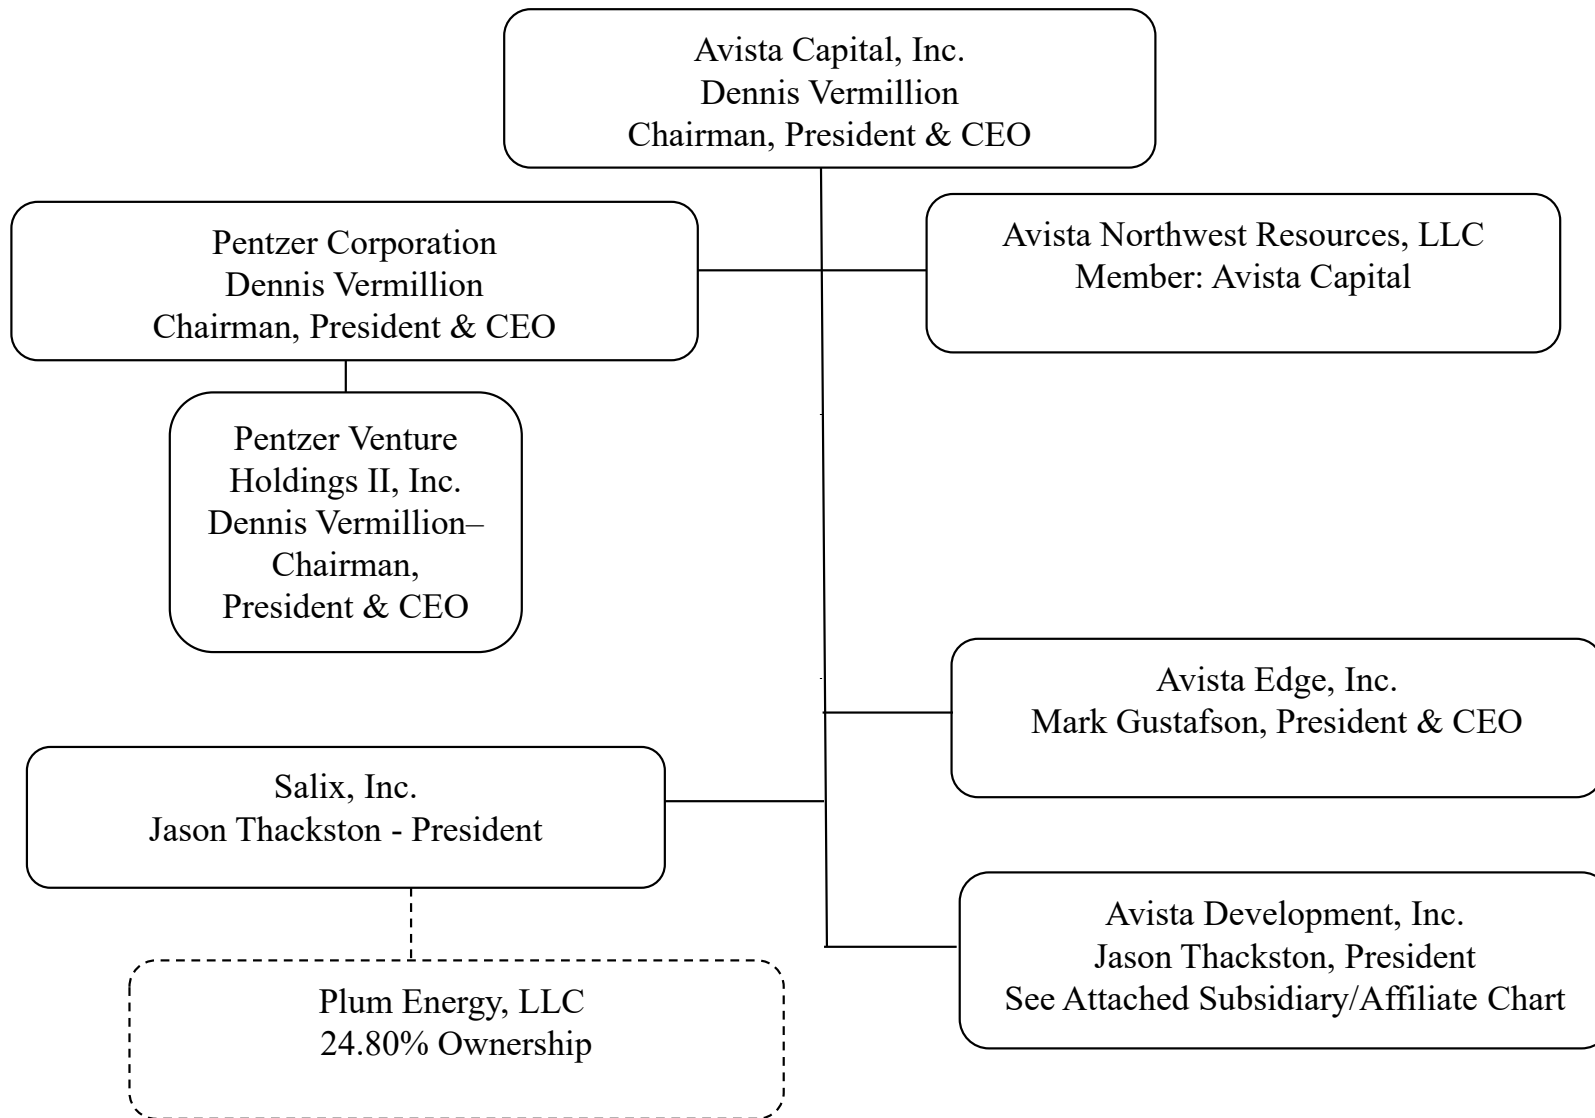 Avista Capital, Inc.
Dennis Vermillion
Chairman, President & CEO
Pentzer Corporation
Dennis Vermillion
Chairman, President & CEO
Avista Northwest Resources, LLC
Member: Avista Capital
Pentzer Venture
Holdings II, Inc.
Dennis Vermillion–
Chairman,
President & CEO
Avista Edge, Inc.
Mark Gustafson, President & CEO
Salix, Inc.
Jason Thackston - President
Avista Development, Inc.
Jason Thackston, President
See Attached Subsidiary/Affiliate Chart
Plum Energy, LLC
24.80% Ownership